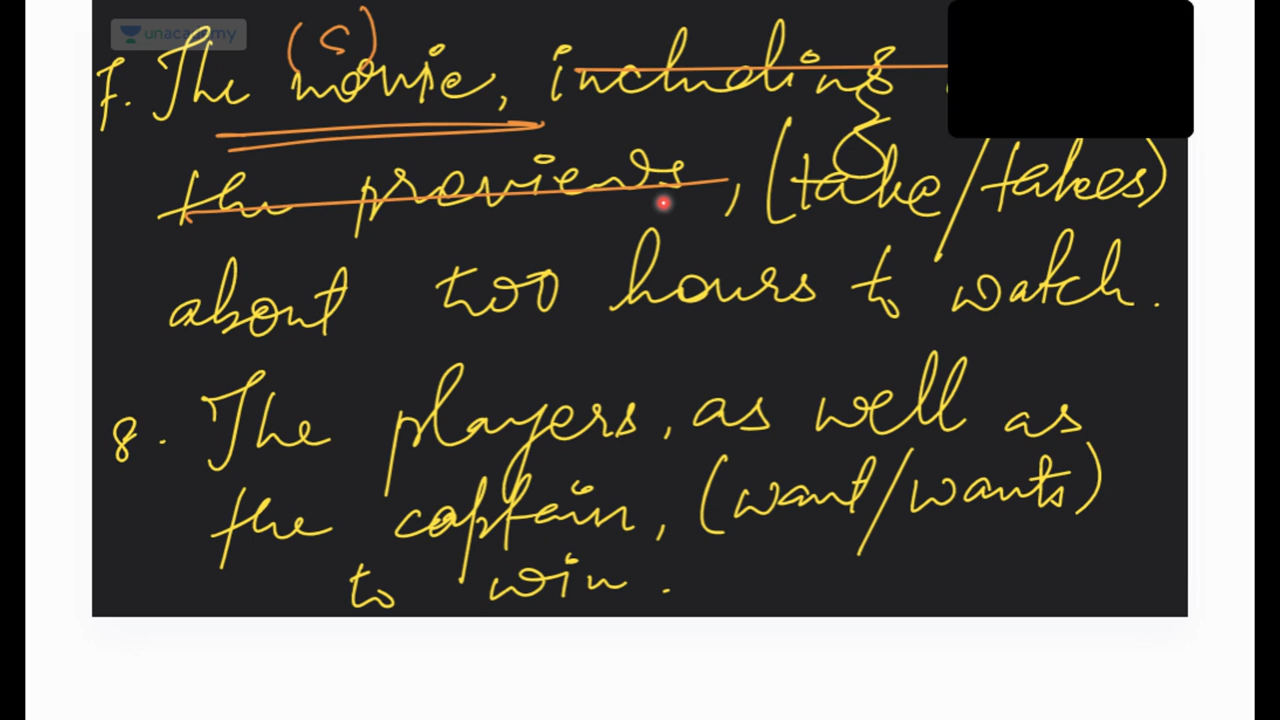 unacademy
(S)
7. The movie, including
the previews, (take/takes)
about two hours to watch.
8. The players, as well as
the captain, (want/wants)
to win.